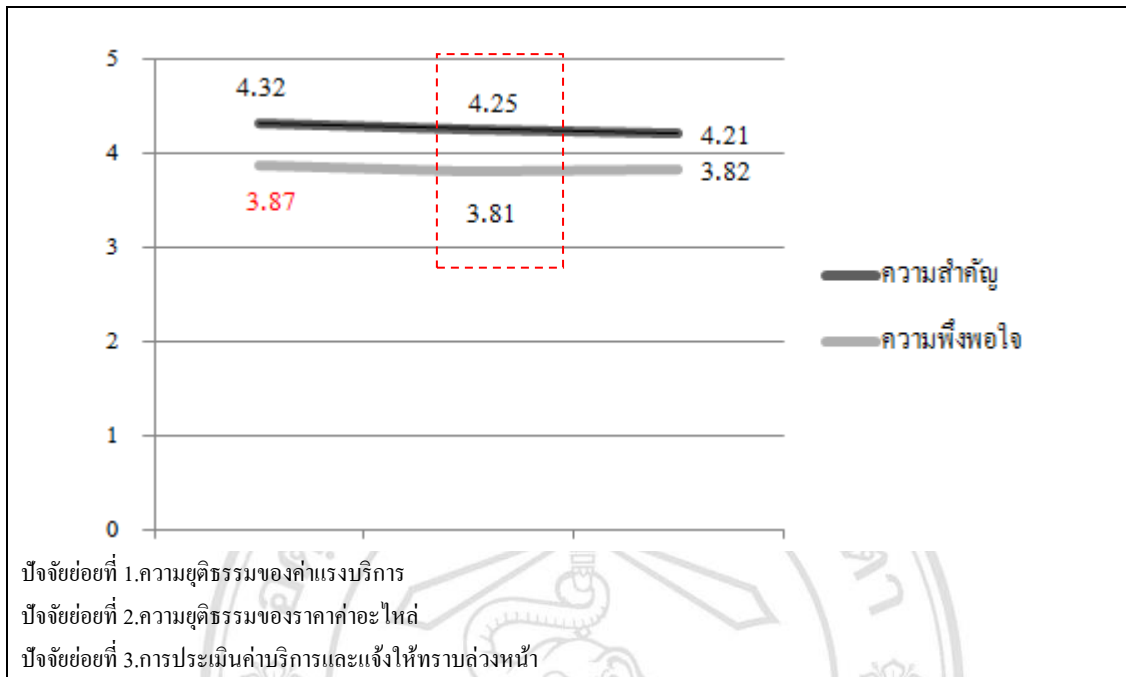 5
4.32
4.25
4.21
4
3.82
3.87
3.81
3
ความสำคัญ
2
ความพึงพอใจ
1
0
ปัจจัยย่อยที่ 1.ความยุติธรรมของค่าแรงบริการ
ปัจจัยย่อยที่ 2.ความยุติธรรมของราคาค่าอะไหล่
ปัจจัยย่อยที่ 3.การประเมินค่าบริการและแจ้งให้ทราบล่วงหน้า